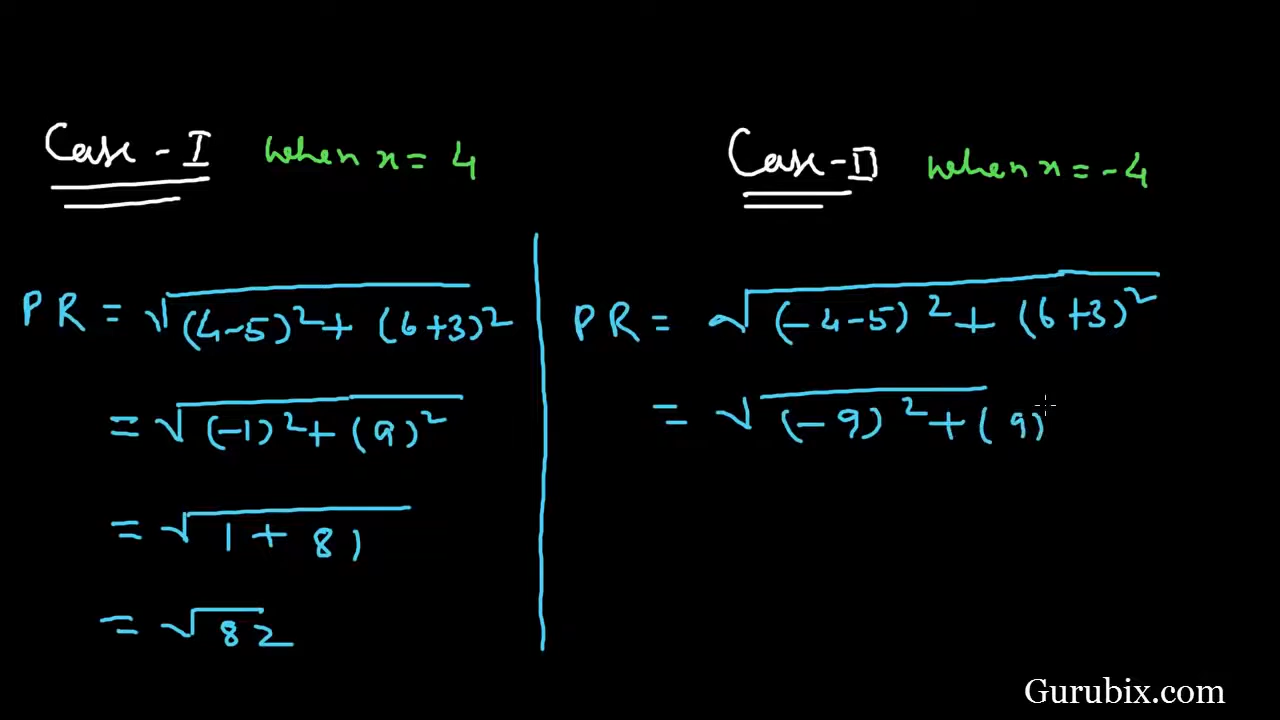 Case - I when x = 4
PR = √(4-5)² + (6+3)²
= √(-1)² + (9)²
= √1 + 81
= √82
Case - II when x = -4
PR = √(-4-5)² + (6+3)²
= √(-9)² + (9)
Gurubix.com